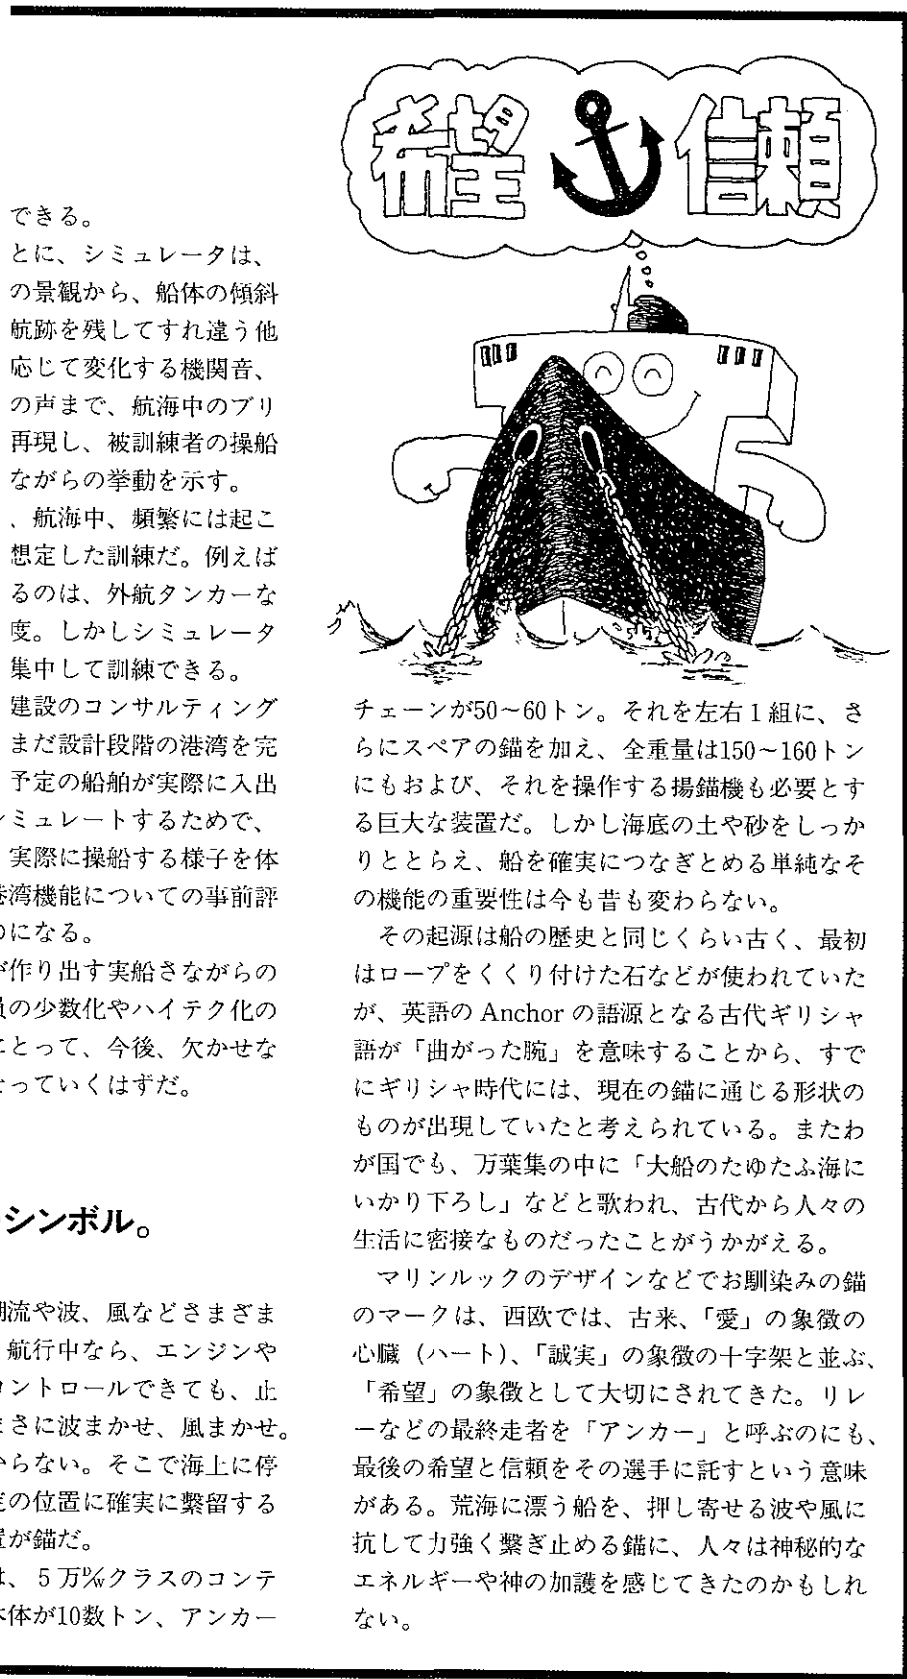 希望 信頼
できる。
とに、シミュレータは、
の景観から、船体の傾斜
航跡を残してすれ違う他
応じて変化する機関音、
の声まで、航海中のブリ
再現し、被訓練者の操船
ながらの挙動を示す。
、航海中、頻繁には起こ
想定した訓練だ。例えば
るのは、外航タンカーな
度。しかしシミュレータ
集中して訓練できる。
建設のコンサルティング
まだ設計段階の港湾を完
予定の船舶が実際に入出
ミュレートするためで、
実際に操船する様子を体
湾機能についての事前評
になる。
作り出す実船さながらの
員の少数化やハイテク化の
とって、今後、欠かせな
っていくはずだ。
シンボル。
流や波、風などさまざま
航行中なら、エンジンや
ントロールできても、止
さに波まかせ、風まかせ。
らない。そこで海上に停
の位置に確実に繋留する
が錨だ。
、5万D/Wクラスのコンテ
体が10数トン、アンカー
チェーンが50~60トン。それを左右1組に、さ
らにスペアの錨を加え、全重量は150~160トン
にもおよび、それを操作する揚錨機も必要とす
る巨大な装置だ。しかし海底の土や砂をしっか
りととらえ、船を確実につなぎとめる単純なそ
の機能の重要性は今も昔も変わらない。
その起源は船の歴史と同じくらい古く、最初
はロープをくくり付けた石などが使われていた
が、英語の Anchor の語源となる古代ギリシャ
語が「曲がった腕」を意味することから、すで
にギリシャ時代には、現在の錨に通じる形状の
ものが出現していたと考えられている。またわ
が国でも、万葉集の中に「大船のたゆたふ海に
いかり下ろし」などと歌われ、古代から人々の
生活に密接なものだったことがうかがえる。
マリンルックのデザインなどでお馴染みの錨
のマークは、西欧では、古来、「愛」の象徴の
心臓（ハート）、「誠実」の象徴の十字架と並ぶ、
「希望」の象徴として大切にされてきた。リレ
ーなどの最終走者を「アンカー」と呼ぶのにも、
最後の希望と信頼をその選手に託すという意味
がある。荒海に漂う船を、押し寄せる波や風に
抗して力強く繋ぎ止める錨に、人々は神秘的な
エネルギーや神の加護を感じてきたのかもしれ
ない。